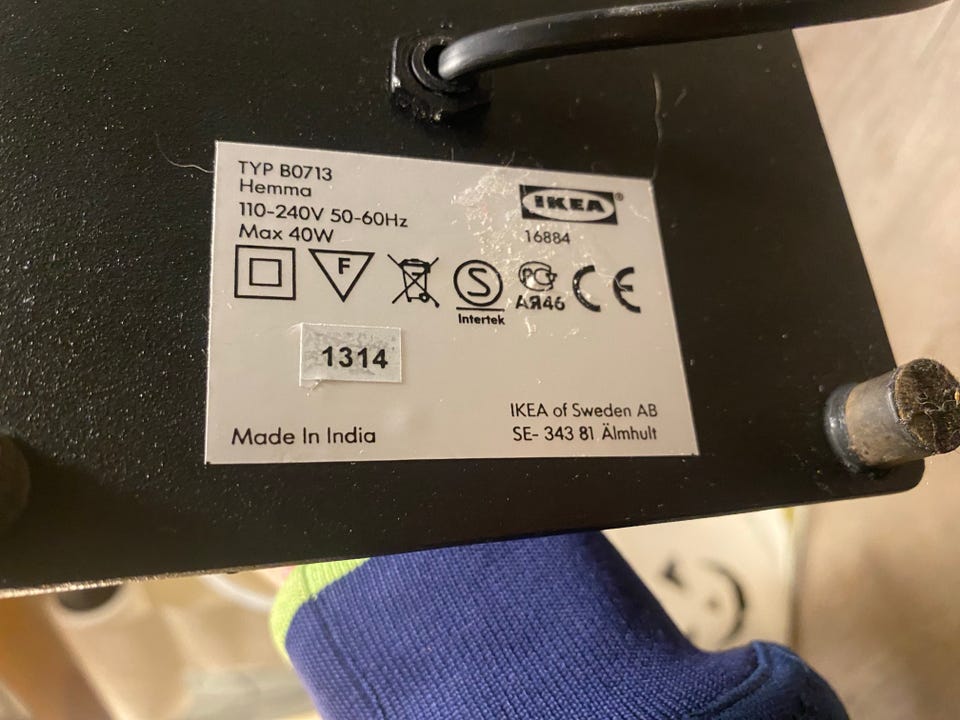 TYP B0713
Hemma
110-240V 50-60Hz
Max 40W
IKEA®
16884
F
S
Intertek
РСТ
АЯ46
CE
1314
Made In India
IKEA of Sweden AB
SE- 343 81 Älmhult